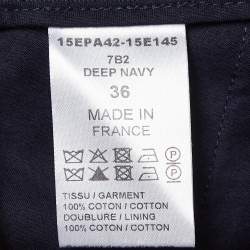 15EPA42-15E145
7B2
DEEP NAVY
36
MADE IN
FRANCE
P
TISSU / GARMENT
100% COTON / COTTON
DOUBLURE / LINING
100% COTON / COTTON